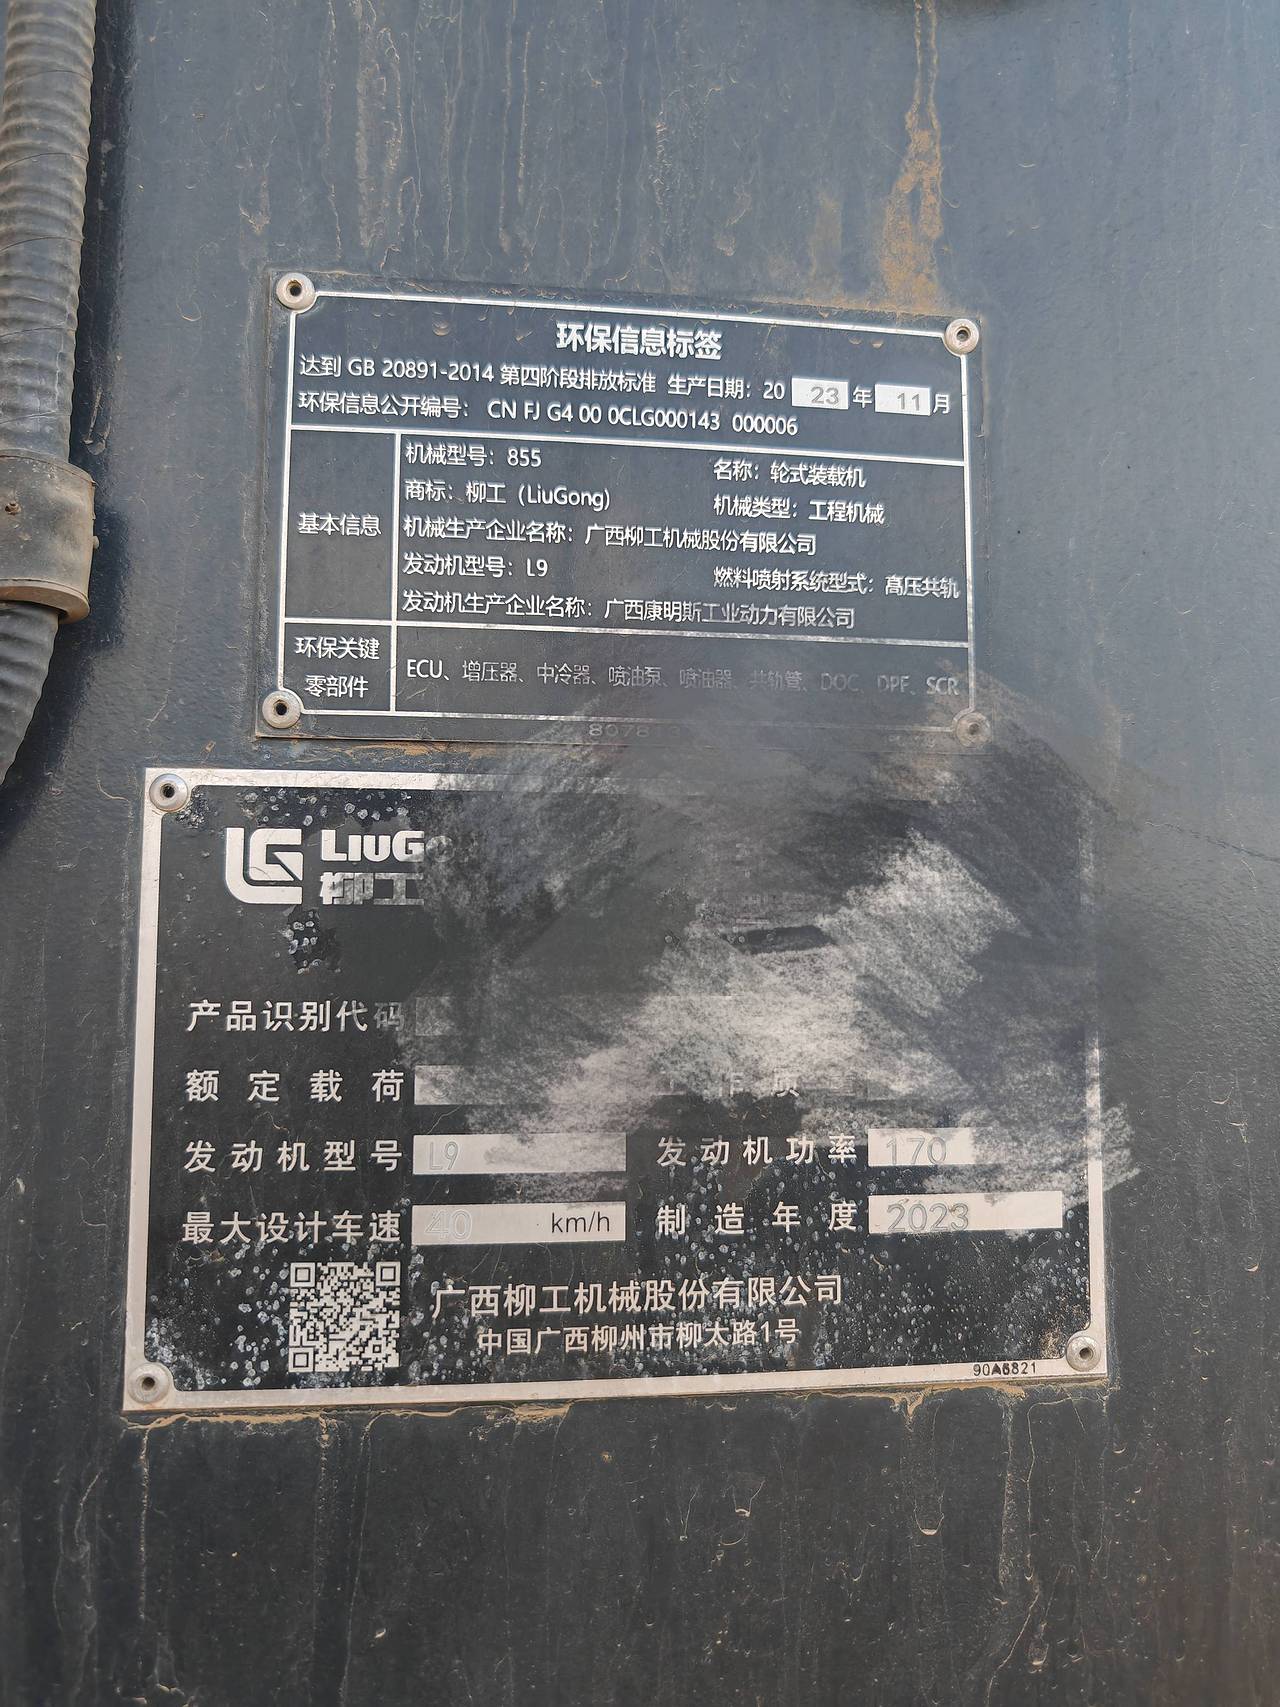 环保信息标签
达到 GB 20891-2014 第四阶段排放标准 生产日期：20 23 年 11 月
环保信息公开编号： CN FJ G4 00 0CLG000143 000006
基本信息
机械型号：855 名称：轮式装载机
商标：柳工（LiuGong） 机械类型：工程机械
机械生产企业名称：广西柳工机械股份有限公司
发动机型号：L9 燃料喷射系统型式：高压共轨
发动机生产企业名称：广西康明斯工业动力有限公司
环保关键零部件
ECU、增压器、中冷器、喷油泵、喷油器、共轨管、DOC、DPF、SCR
LIUG
柳工
产品识别代码
额定载荷 作质
发动机型号 L9 发动机功率 170
最大设计车速 40 km/h 制造年度 2023
广西柳工机械股份有限公司
中国广西柳州市柳太路1号
90A6821